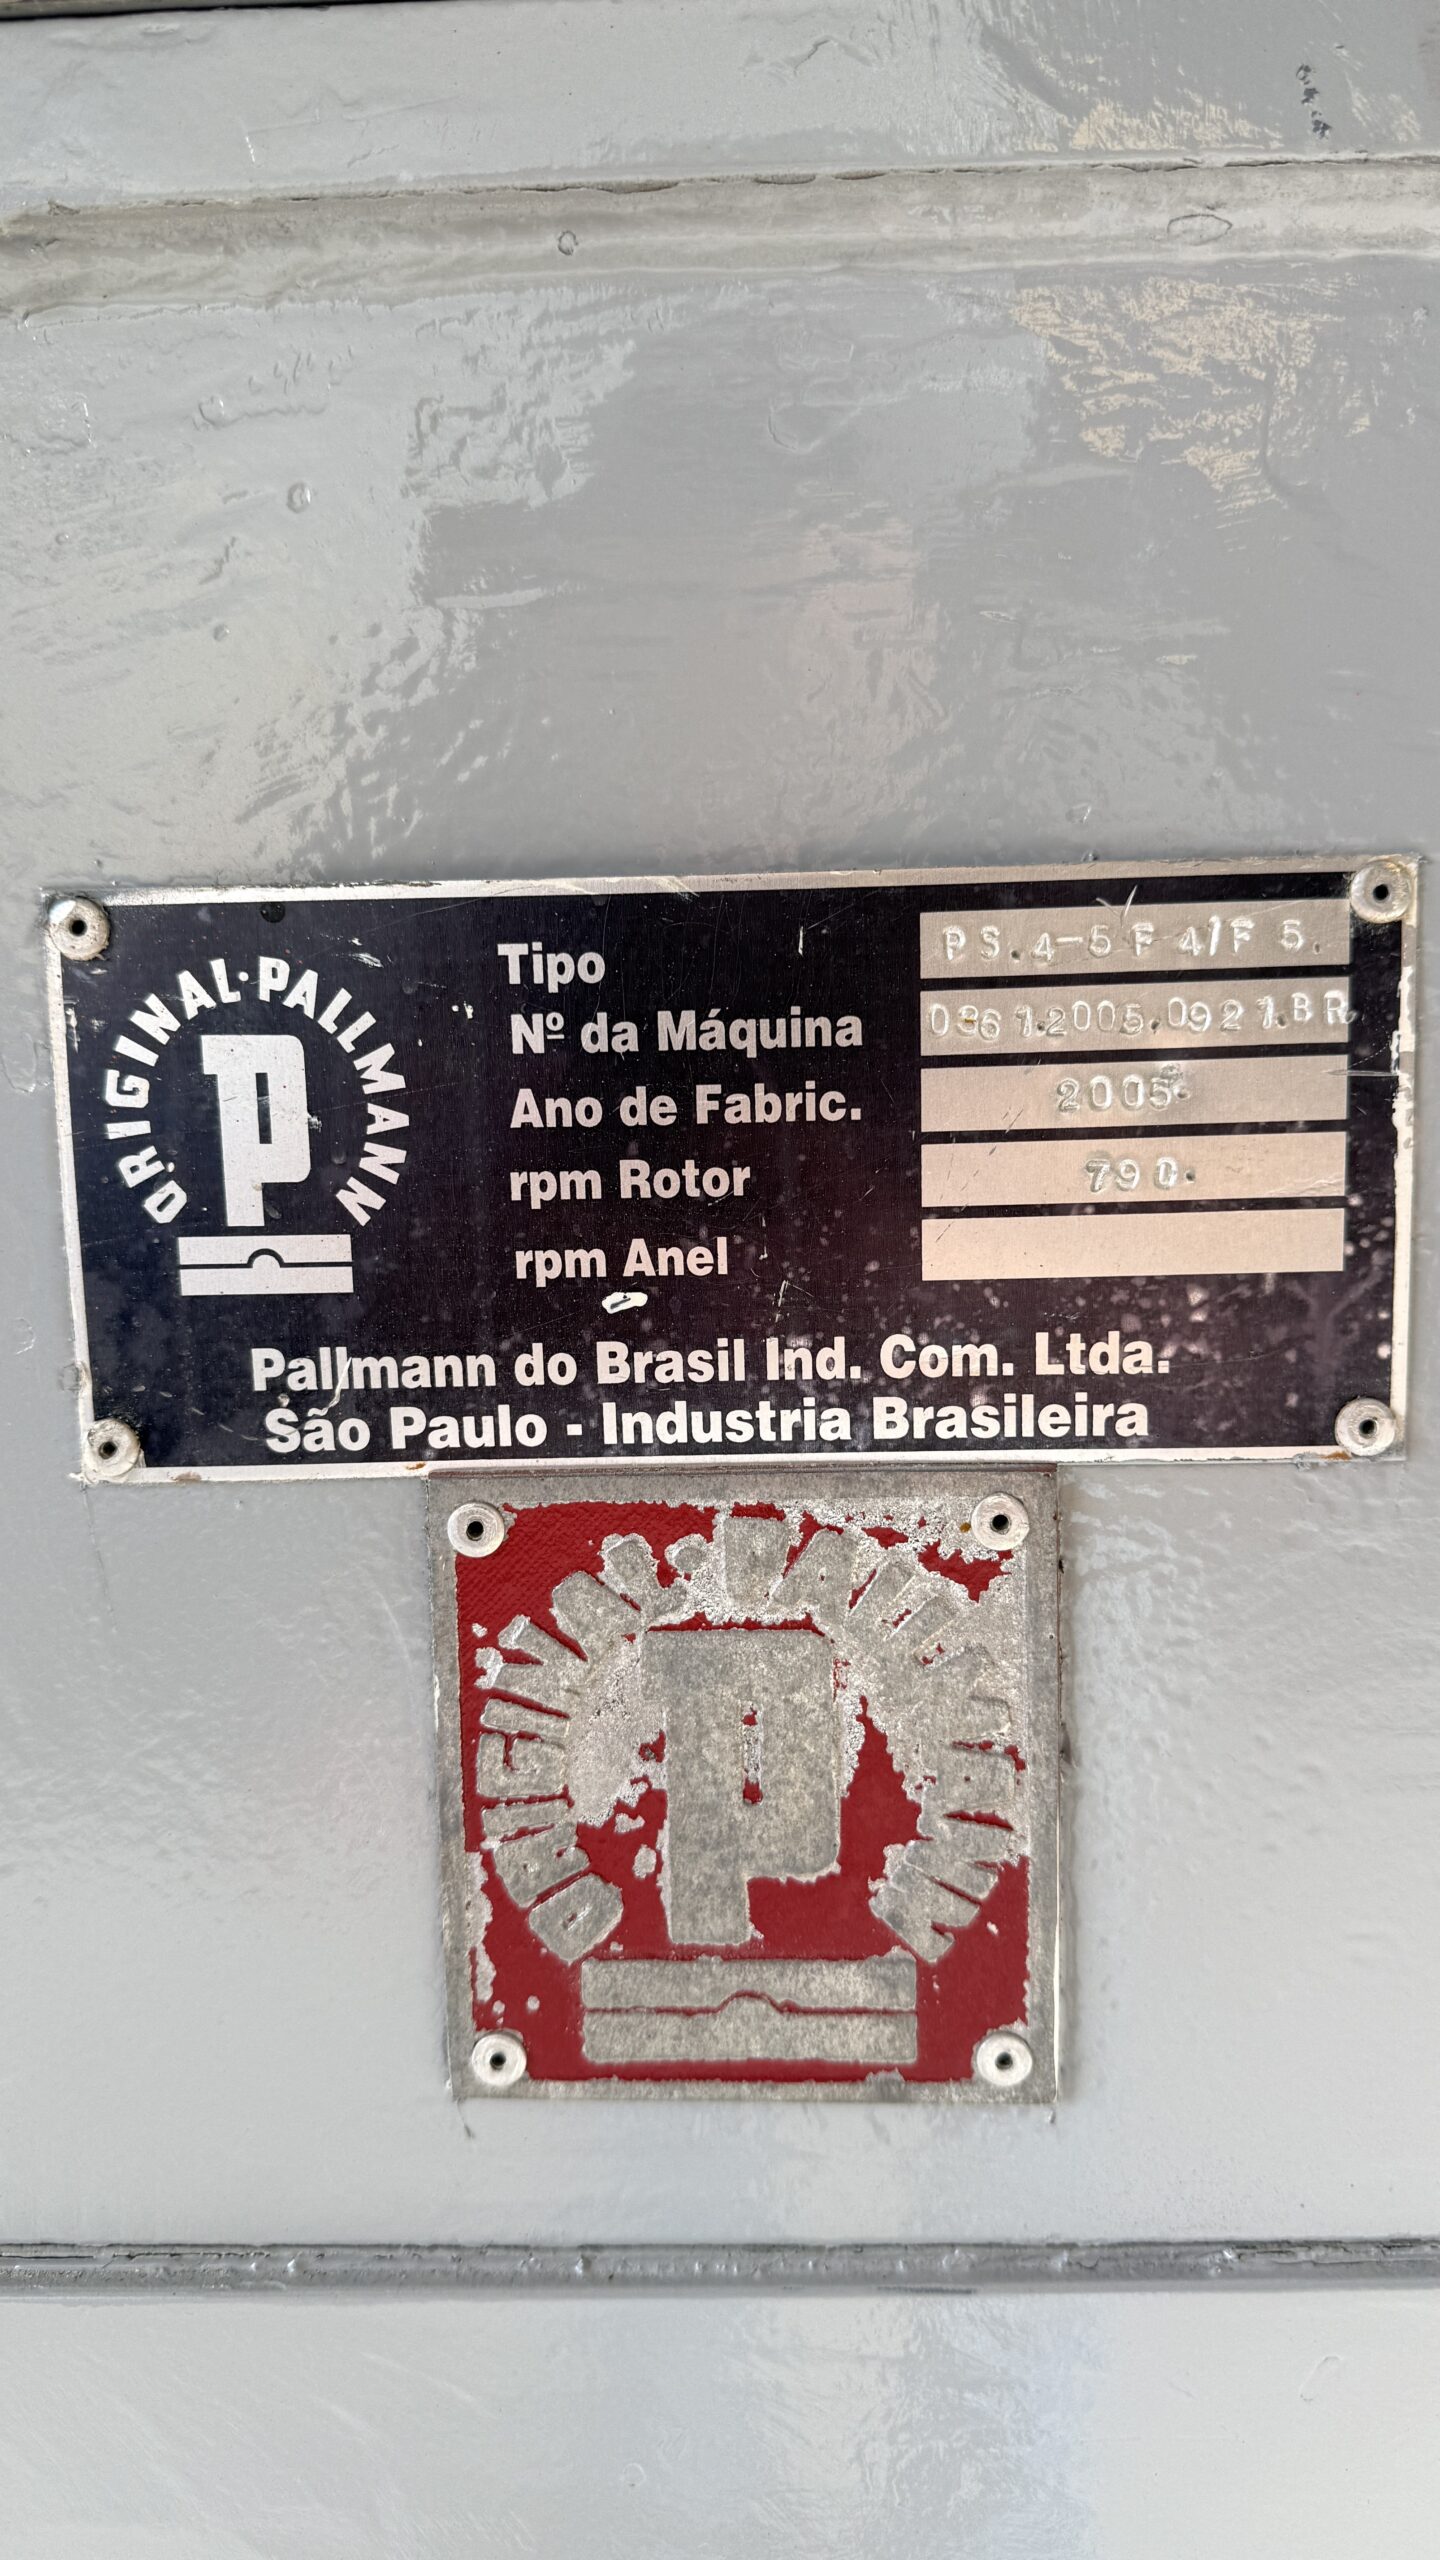 ORIGINAL·PALLMANN
P
Tipo PS.4-5 F 4/F 5.
Nº da Máquina 0361.2005.0921.BR
Ano de Fabric. 2005.
rpm Rotor 790.
rpm Anel
Pallmann do Brasil Ind. Com. Ltda.
São Paulo - Industria Brasileira
ORIGINAL·PALLMANN
P